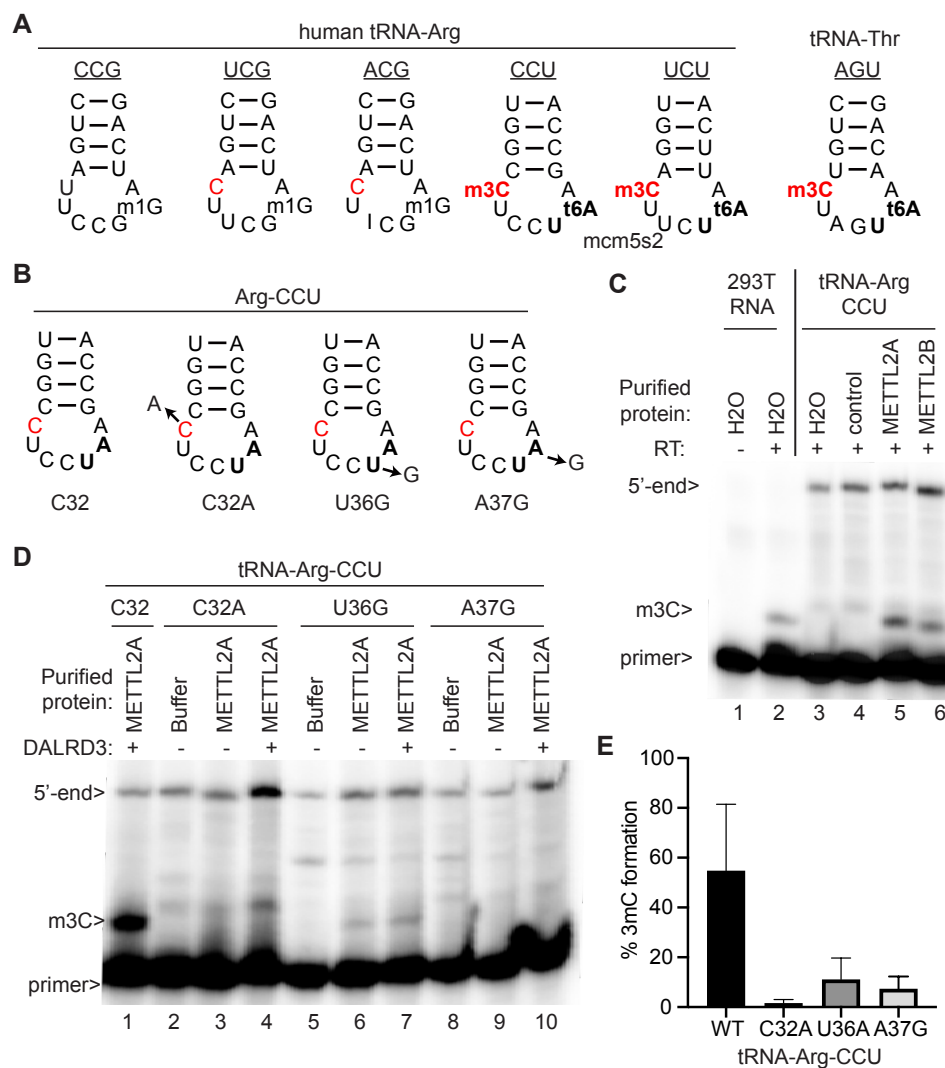 A
human tRNA-Arg
tRNA-Thr
CCG
UCG
ACG
CCU
UCU
AGU
C – G
U – A
C – G
U – A
G – C
A – U
U A
U m1G
C C G
C – G
U – A
G – C
A – U
C A
U m1G
U C G
C – G
U – A
G – C
A – U
C A
U m1G
I C G
U – A
G – C
G – C
C – G
m3C A
U t6A
C C U
U – A
G – C
G – U
A – U
m3C A
U t6A
U C U
mcm5s2
C – G
U – A
G – C
U – A
m3C A
U t6A
A G U
B
Arg-CCU
U – A
G – C
G – C
C – G
C A
U A
C C U
C32
U – A
G – C
G – C
C – G
A
C A
U A
C C U
C32A
U – A
G – C
G – C
C – G
C A
U A
C C U
G
U36G
U – A
G – C
G – C
C – G
C A
U A G
C C U
A37G
C
293T
RNA
tRNA-Arg
CCU
Purified
protein:
H2O
H2O
H2O
control
METTL2A
METTL2B
RT: - + + + + +
5'-end>
m3C>
primer>
1 2 3 4 5 6
D
tRNA-Arg-CCU
C32 C32A U36G A37G
Purified
protein:
METTL2A
Buffer
METTL2A
METTL2A
Buffer
METTL2A
METTL2A
Buffer
METTL2A
METTL2A
DALRD3: + - - + - - + - - +
5'-end>
m3C>
primer>
1 2 3 4 5 6 7 8 9 10
E
% 3mC formation
100
80
60
40
20
0
WT C32A U36A A37G
tRNA-Arg-CCU